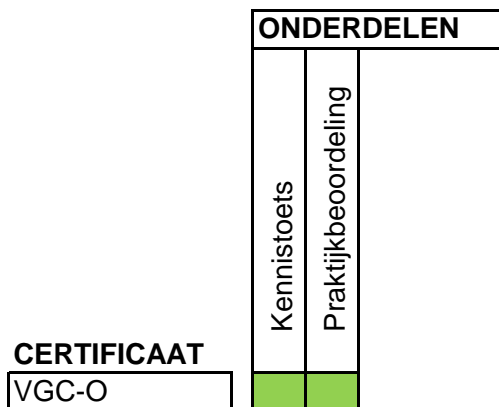 ONDERDELEN
Kennistoets
Praktijkbeoordeling
CERTIFICAAT
VGC-O